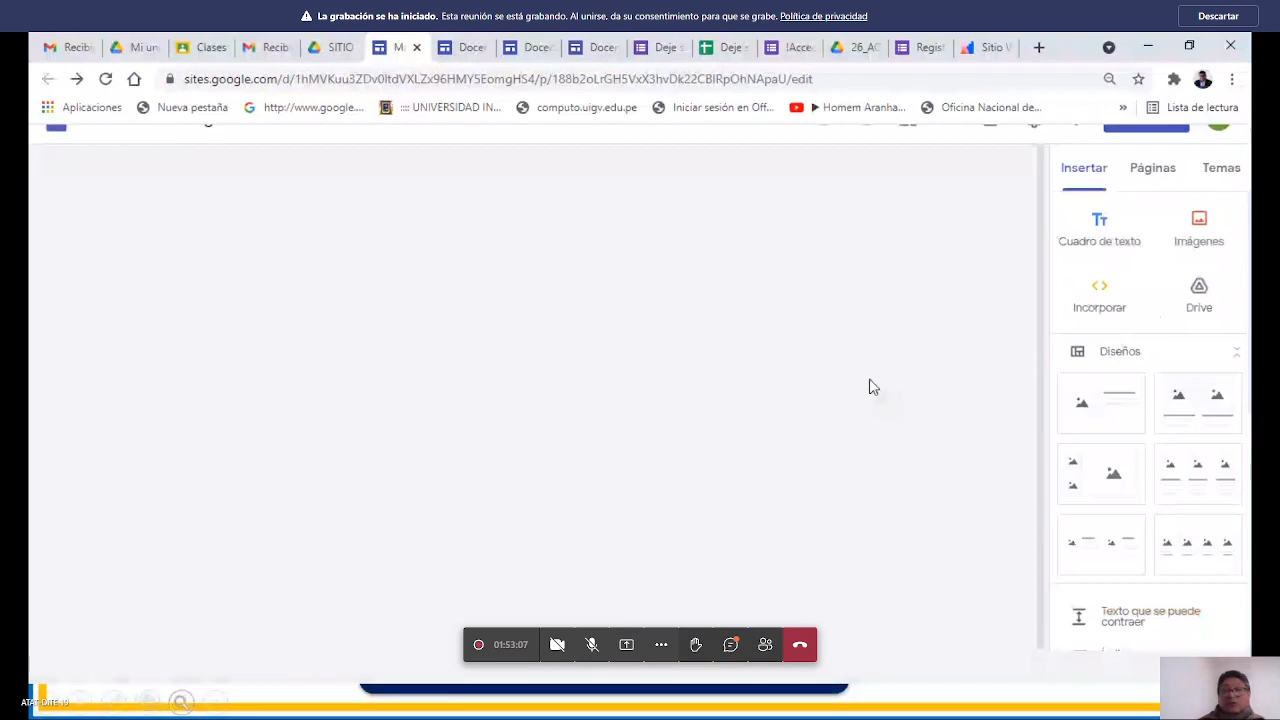 La grabación se ha iniciado. Esta reunión se está grabando. Al unirse, da su consentimiento para que se grabe. Política de privacidad
Descartar
Recib Mi un Clases Recib SITIO M Docer Docer Docer Deje s Deje s !Acce 26_AC Regist Sitio V
sites.google.com/d/1hMVKuu3ZDv0ltdVXLZx96HMY5EomgHS4/p/188b2oLrGH5VxX3hvDk22CBlRpOhNApaU/edit
Aplicaciones Nueva pestaña http://www.google... :::: UNIVERSIDAD IN... computo.uigv.edu.pe Iniciar sesión en Off... Homem Aranha... Oficina Nacional de... » Lista de lectura
Insertar Páginas Temas
Cuadro de texto Imágenes
Incorporar Drive
Diseños
Texto que se puede
contraer
01:53:07